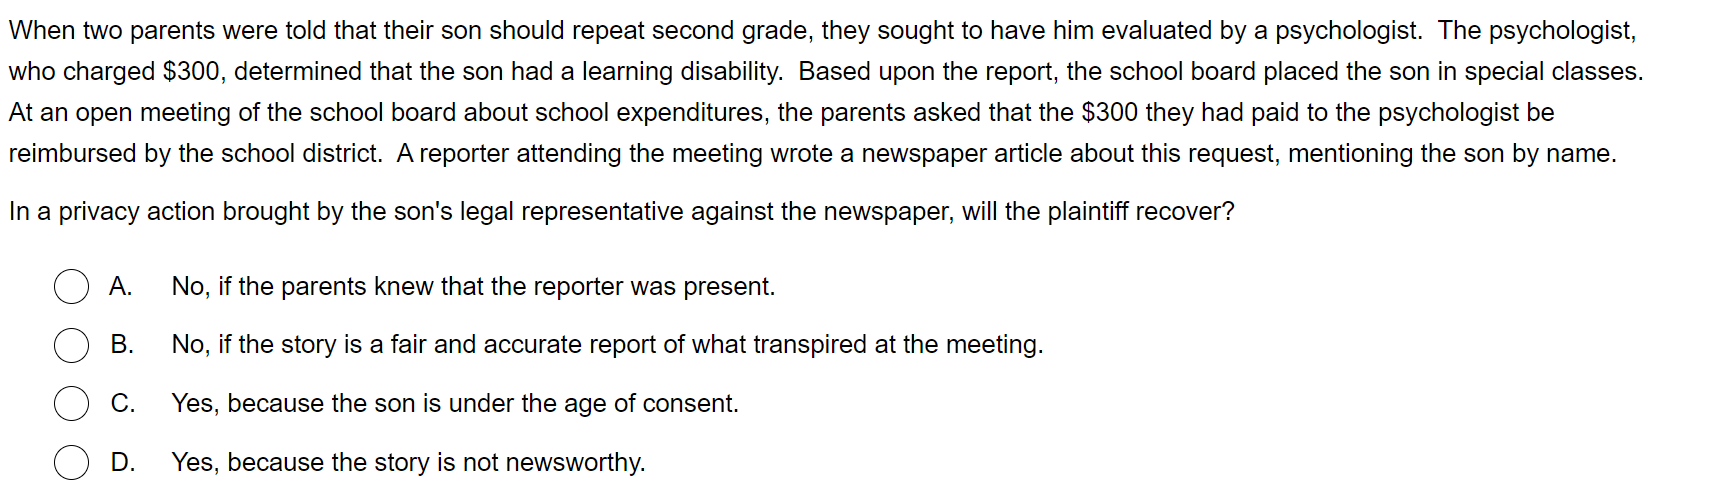 When two parents were told that their son should repeat second grade, they sought to have him evaluated by a psychologist.  The psychologist,
who charged $300, determined that the son had a learning disability.  Based upon the report, the school board placed the son in special classes.
At an open meeting of the school board about school expenditures, the parents asked that the $300 they had paid to the psychologist be
reimbursed by the school district.  A reporter attending the meeting wrote a newspaper article about this request, mentioning the son by name.
In a privacy action brought by the son's legal representative against the newspaper, will the plaintiff recover?
A. No, if the parents knew that the reporter was present.
B. No, if the story is a fair and accurate report of what transpired at the meeting.
C. Yes, because the son is under the age of consent.
D. Yes, because the story is not newsworthy.